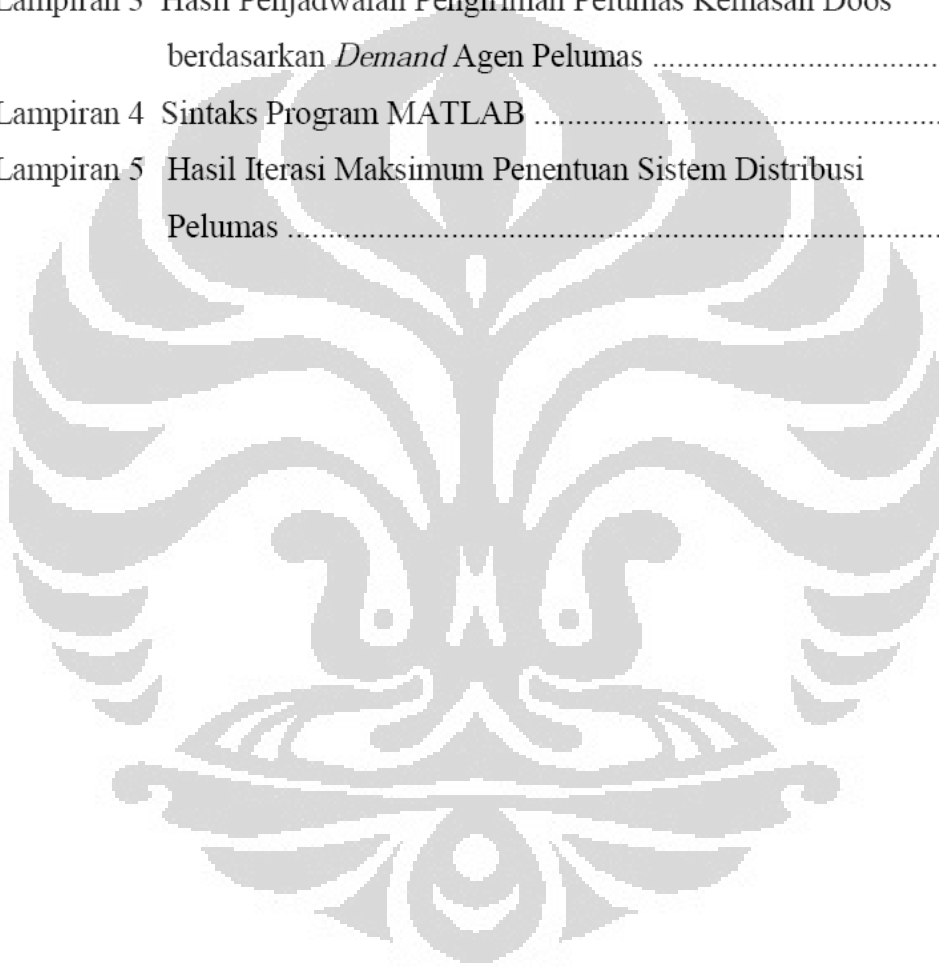 Lampiran 3 Hasil Penjadwalan Pengiriman Pelumas Kemasan Doos
berdasarkan Demand Agen Pelumas ....................................
Lampiran 4 Sintaks Program MATLAB ..................................................
Lampiran 5 Hasil Iterasi Maksimum Penentuan Sistem Distribusi
Pelumas ..................................................................................